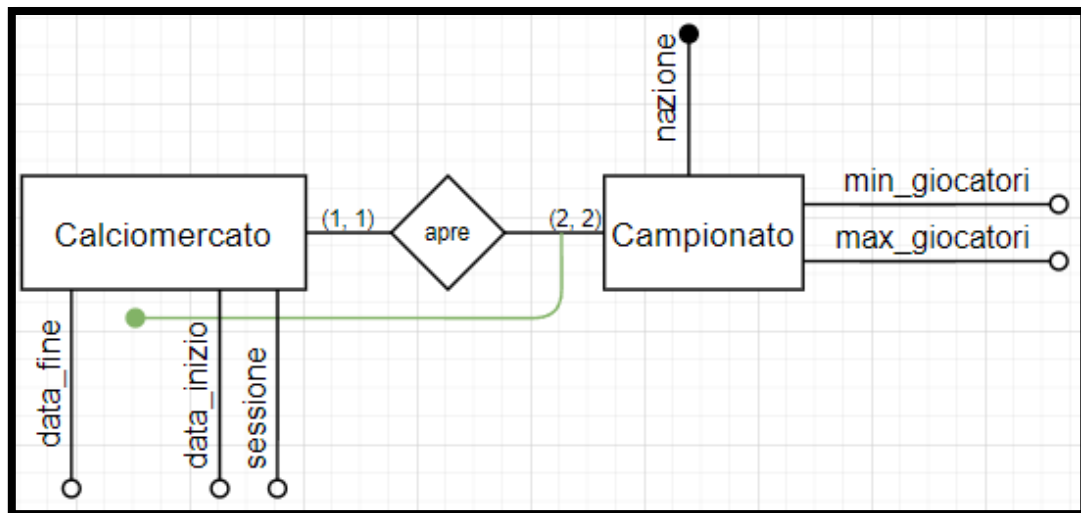 nazione
min_giocatori
Calciomercato
(1, 1)
apre
(2, 2)
Campionato
max_giocatori
data_fine
data_inizio
sessione